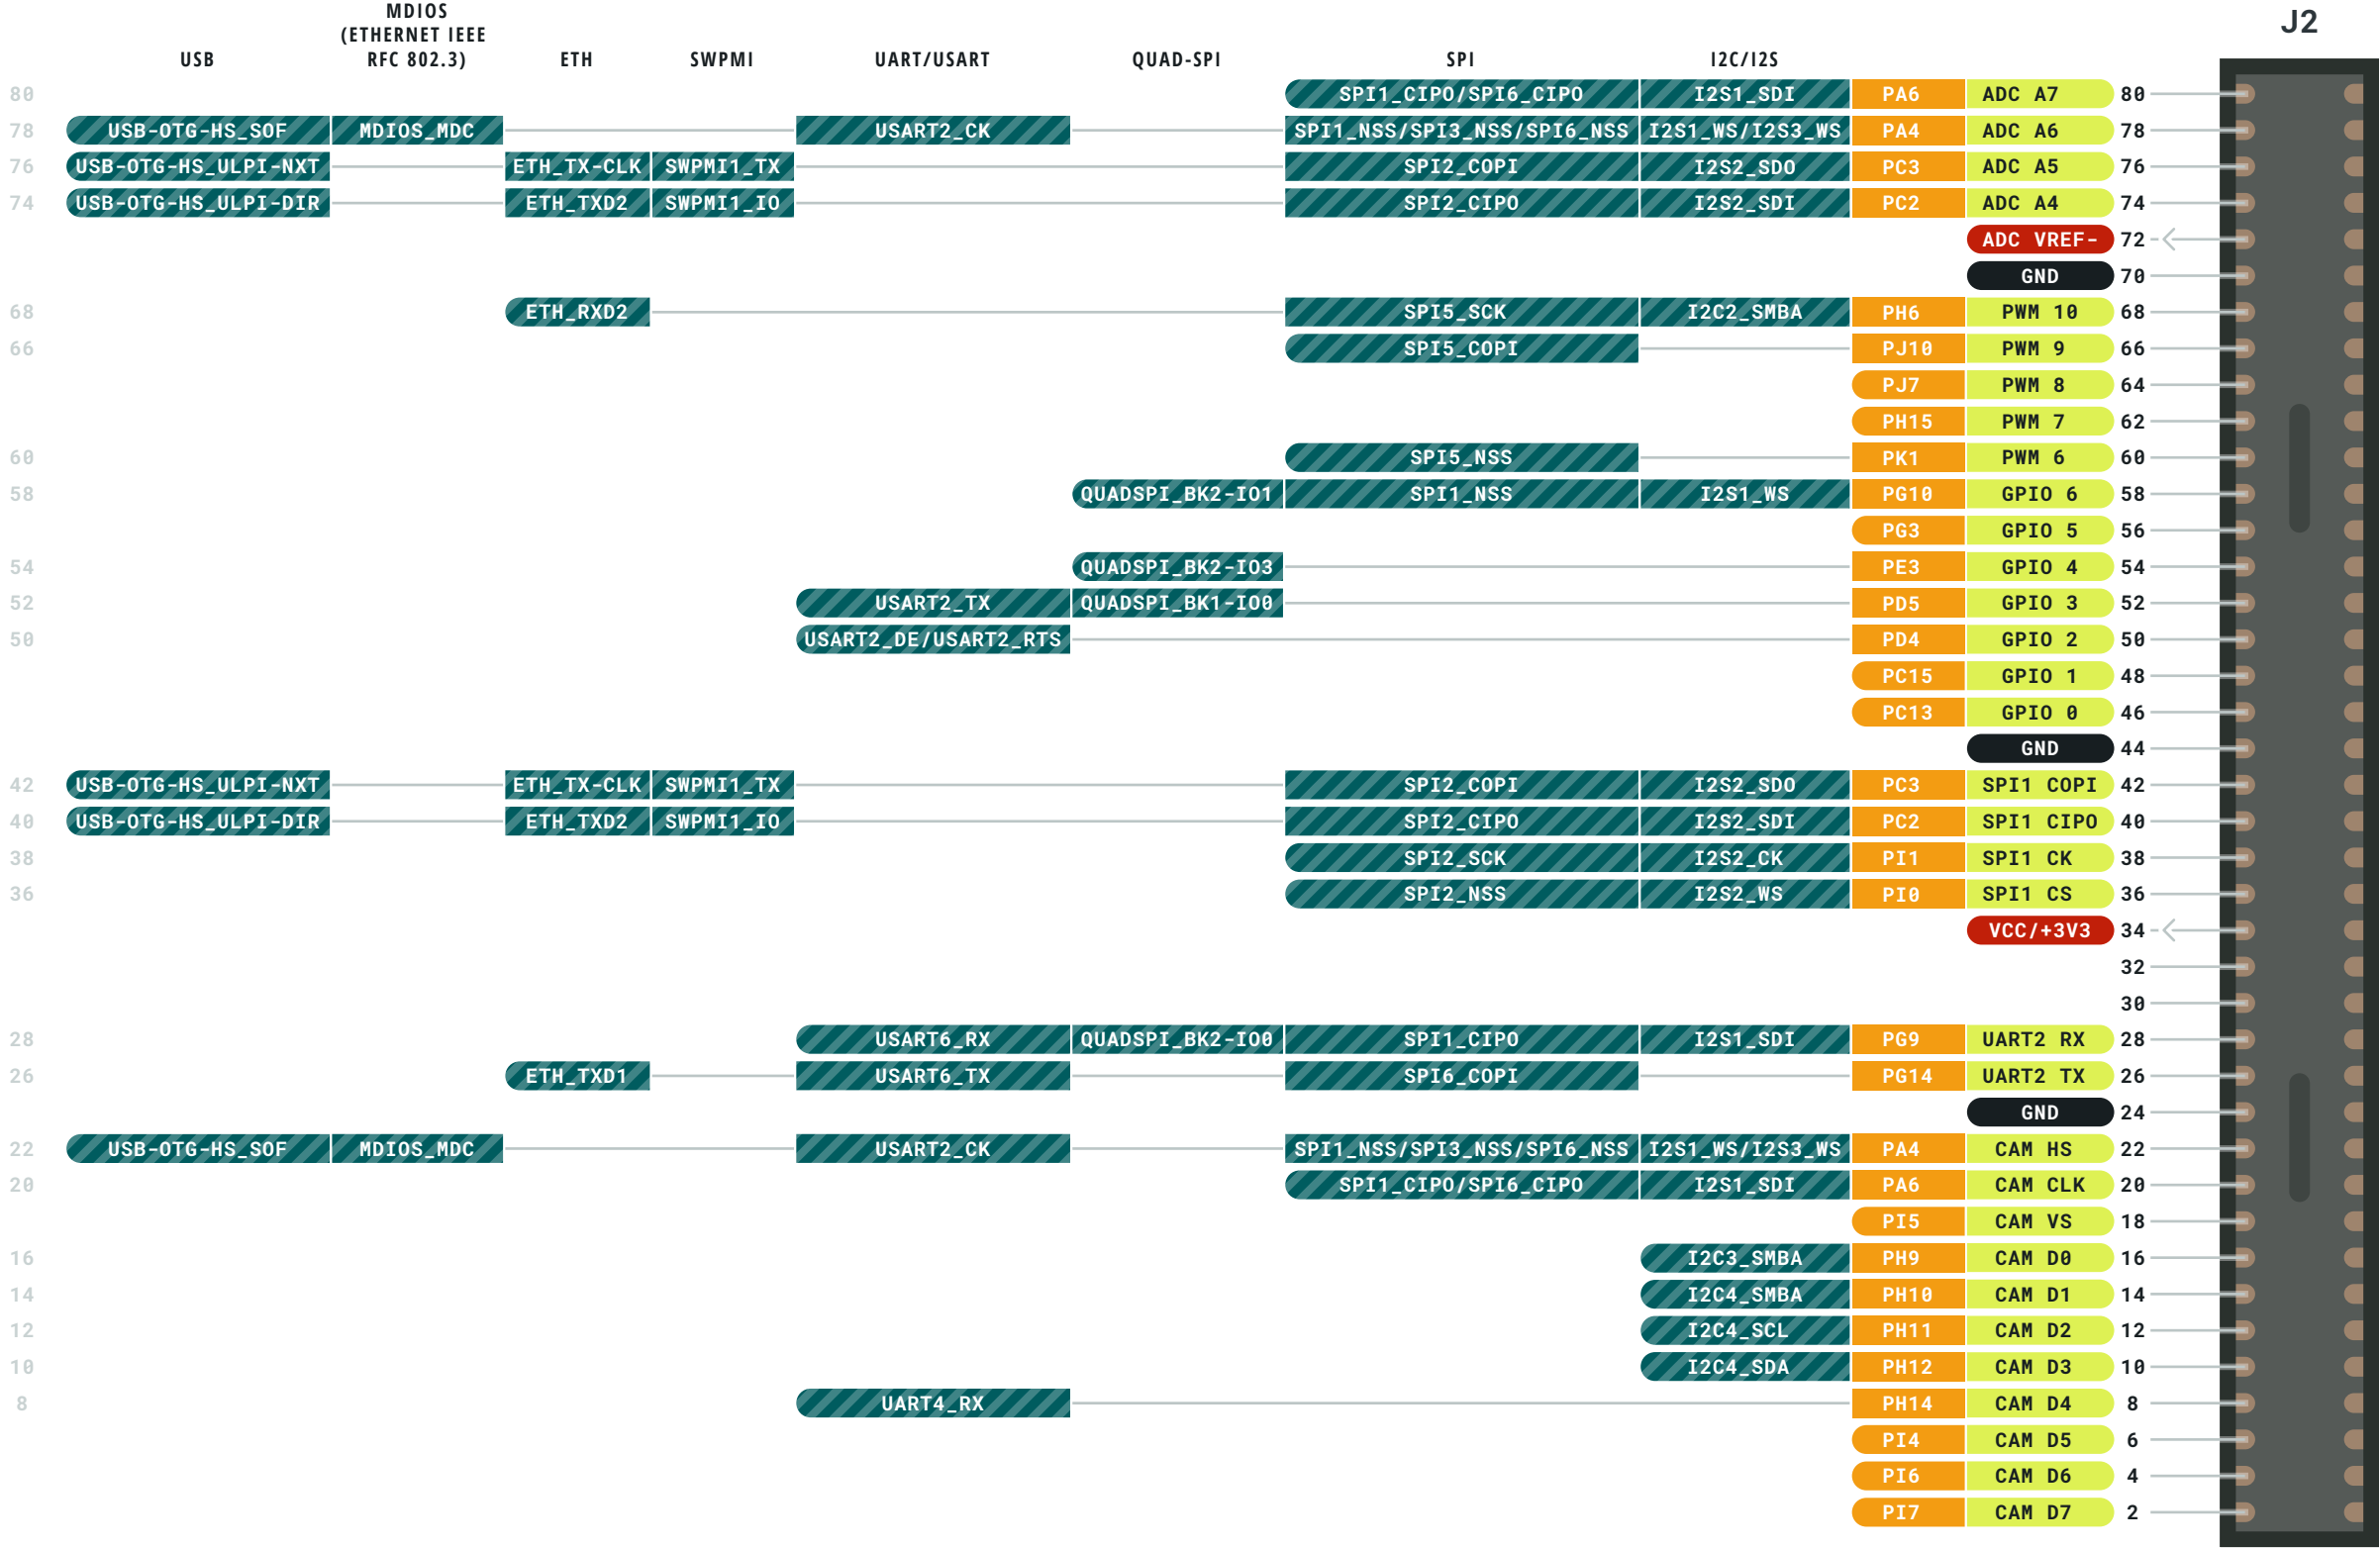 MDIOS
(ETHERNET IEEE
USB RFC 802.3) ETH SWPMI UART/USART QUAD-SPI SPI I2C/I2S J2
80 SPI1_CIPO/SPI6_CIPO I2S1_SDI PA6 ADC A7 80
78 USB-OTG-HS_SOF MDIOS_MDC USART2_CK SPI1_NSS/SPI3_NSS/SPI6_NSS I2S1_WS/I2S3_WS PA4 ADC A6 78
76 USB-OTG-HS_ULPI-NXT ETH_TX-CLK SWPMI1_TX SPI2_COPI I2S2_SDO PC3 ADC A5 76
74 USB-OTG-HS_ULPI-DIR ETH_TXD2 SWPMI1_IO SPI2_CIPO I2S2_SDI PC2 ADC A4 74
ADC VREF- 72
GND 70
68 ETH_RXD2 SPI5_SCK I2C2_SMBA PH6 PWM 10 68
66 SPI5_COPI PJ10 PWM 9 66
PJ7 PWM 8 64
PH15 PWM 7 62
60 SPI5_NSS PK1 PWM 6 60
58 QUADSPI_BK2-IO1 SPI1_NSS I2S1_WS PG10 GPIO 6 58
PG3 GPIO 5 56
54 QUADSPI_BK2-IO3 PE3 GPIO 4 54
52 USART2_TX QUADSPI_BK1-IO0 PD5 GPIO 3 52
50 USART2_DE/USART2_RTS PD4 GPIO 2 50
PC15 GPIO 1 48
PC13 GPIO 0 46
GND 44
42 USB-OTG-HS_ULPI-NXT ETH_TX-CLK SWPMI1_TX SPI2_COPI I2S2_SDO PC3 SPI1 COPI 42
40 USB-OTG-HS_ULPI-DIR ETH_TXD2 SWPMI1_IO SPI2_CIPO I2S2_SDI PC2 SPI1 CIPO 40
38 SPI2_SCK I2S2_CK PI1 SPI1 CK 38
36 SPI2_NSS I2S2_WS PI0 SPI1 CS 36
VCC/+3V3 34
32
30
28 USART6_RX QUADSPI_BK2-IO0 SPI1_CIPO I2S1_SDI PG9 UART2 RX 28
26 ETH_TXD1 USART6_TX SPI6_COPI PG14 UART2 TX 26
GND 24
22 USB-OTG-HS_SOF MDIOS_MDC USART2_CK SPI1_NSS/SPI3_NSS/SPI6_NSS I2S1_WS/I2S3_WS PA4 CAM HS 22
20 SPI1_CIPO/SPI6_CIPO I2S1_SDI PA6 CAM CLK 20
PI5 CAM VS 18
16 I2C3_SMBA PH9 CAM D0 16
14 I2C4_SMBA PH10 CAM D1 14
12 I2C4_SCL PH11 CAM D2 12
10 I2C4_SDA PH12 CAM D3 10
8 UART4_RX PH14 CAM D4 8
PI4 CAM D5 6
PI6 CAM D6 4
PI7 CAM D7 2